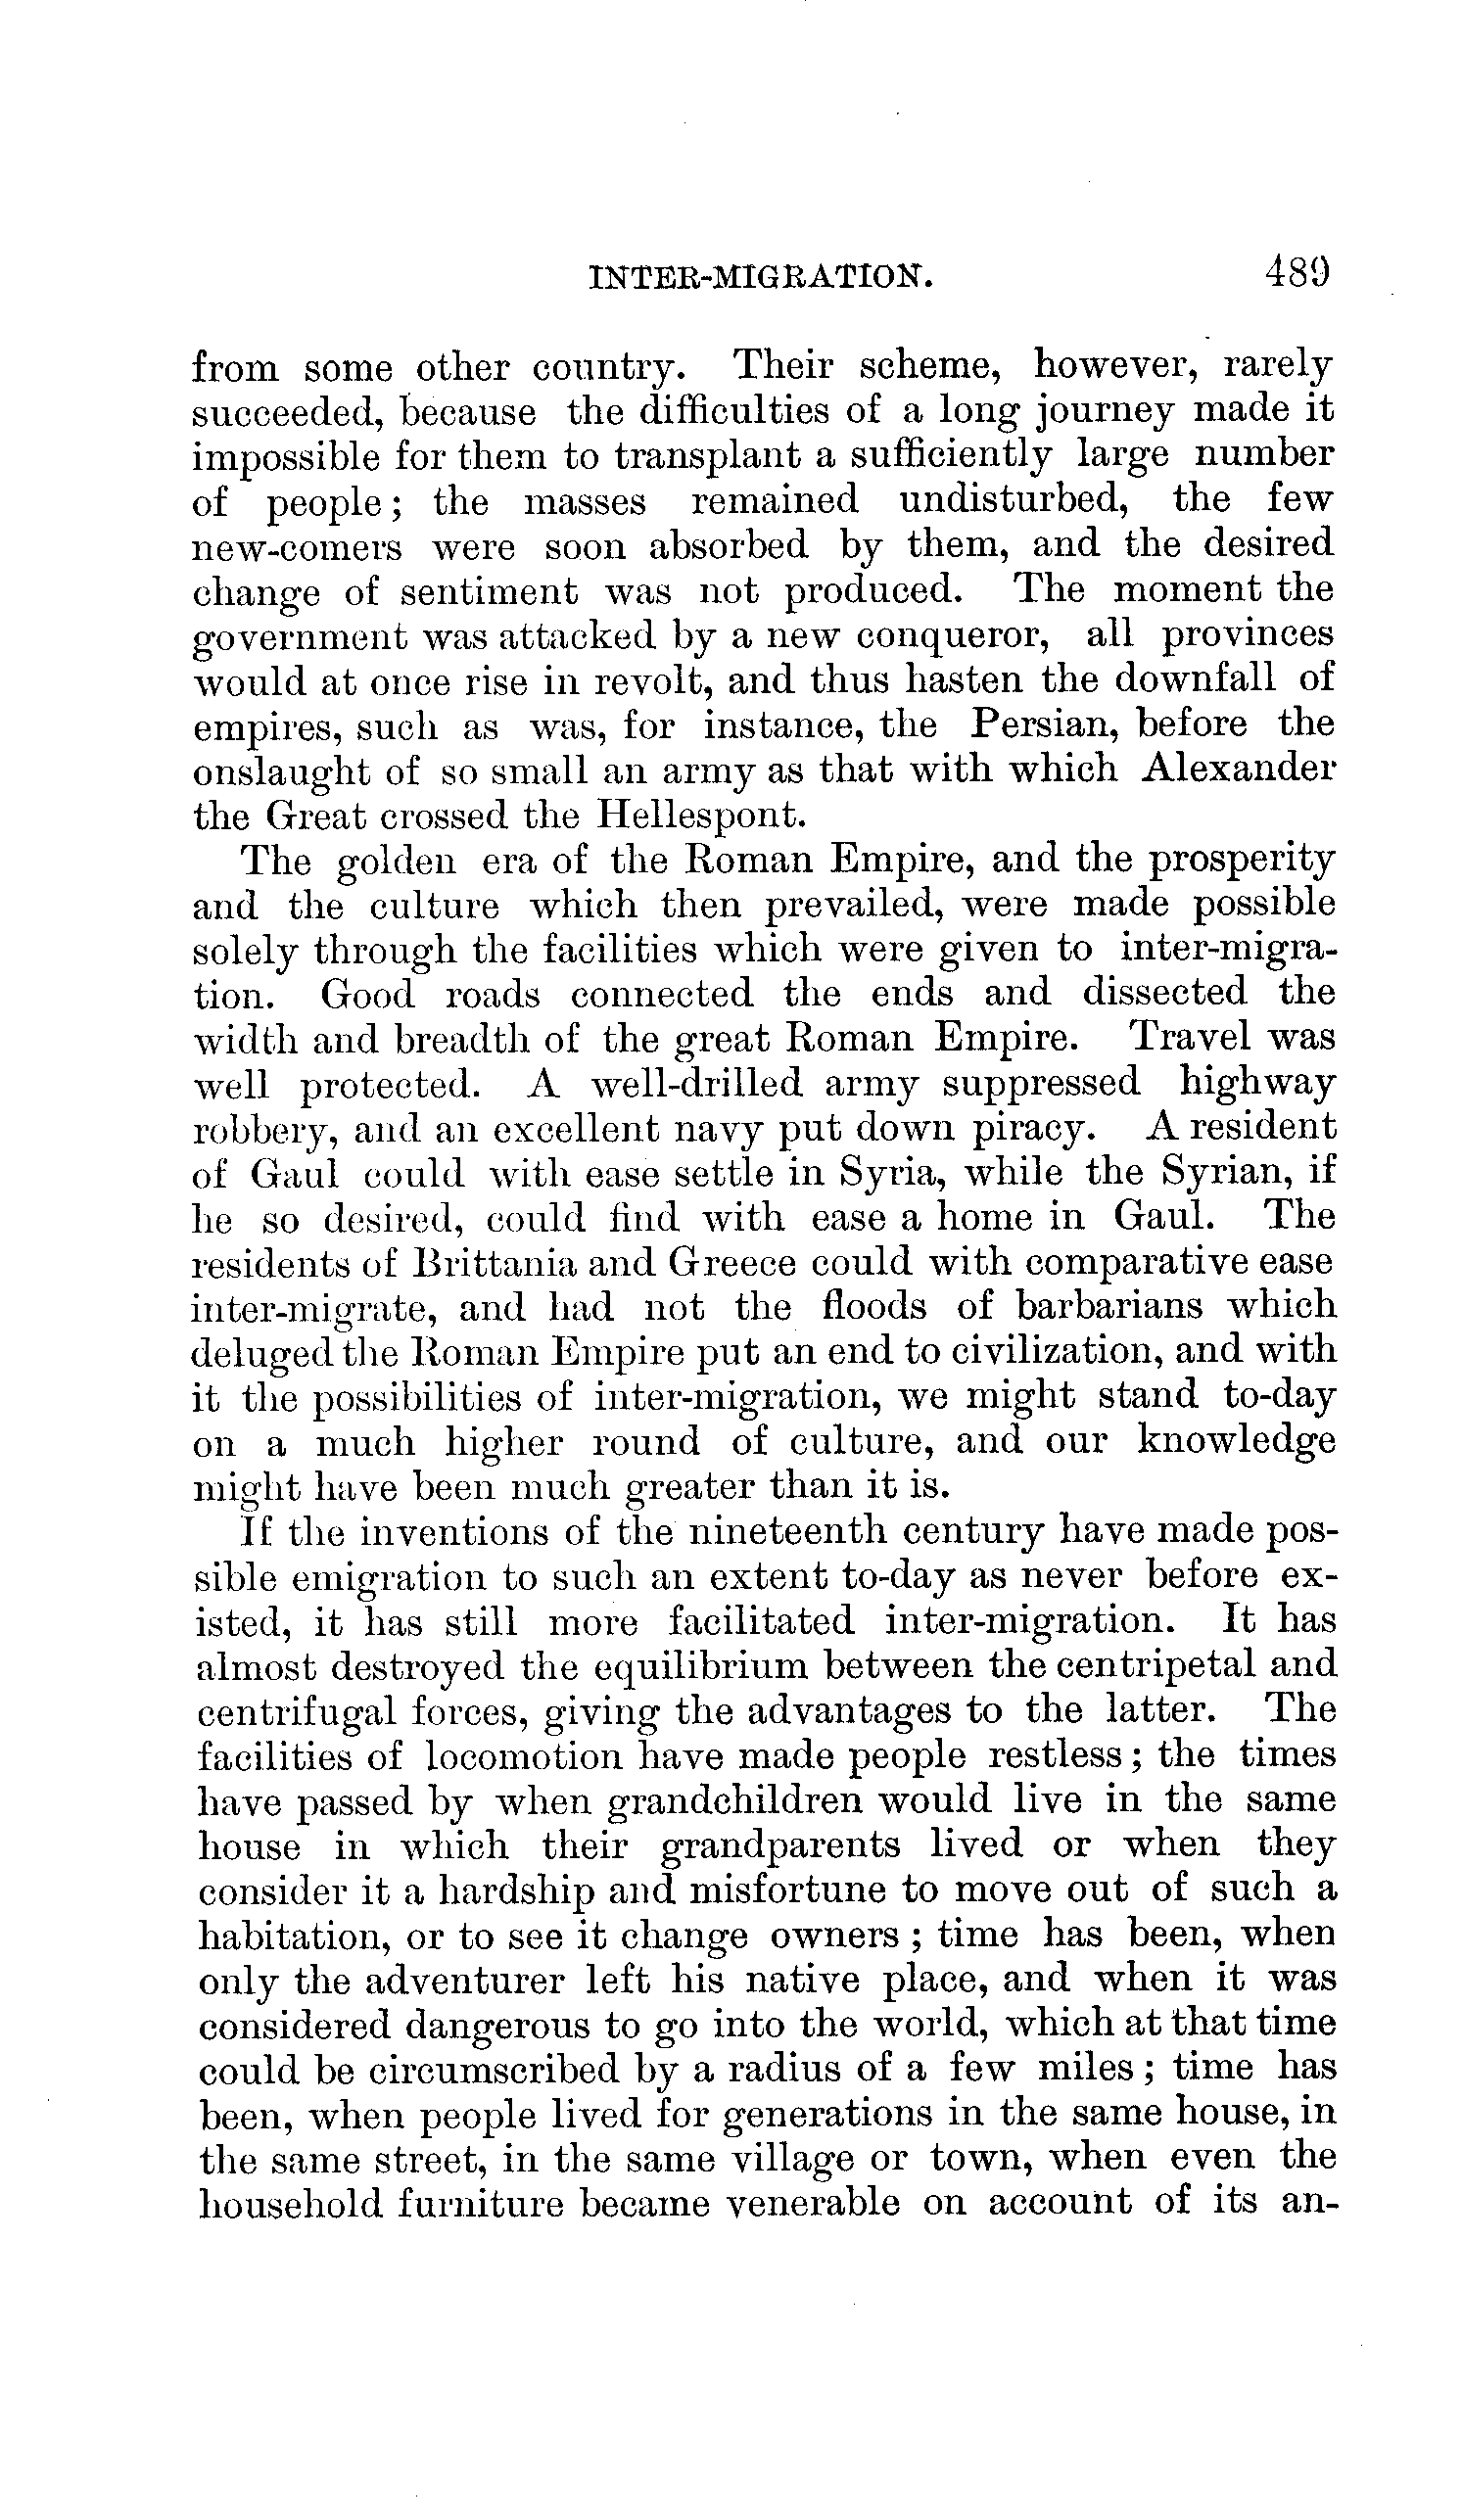 INTER-MIGRATION. 489
from some other country. Their scheme, however, rarely
succeeded, because the difficulties of a long journey made it
impossible for them to transplant a sufficiently large number
of people; the masses remained undisturbed, the few
new-comers were soon absorbed by them, and the desired
change of sentiment was not produced. The moment the
government was attacked by a new conqueror, all provinces
would at once rise in revolt, and thus hasten the downfall of
empires, such as was, for instance, the Persian, before the
onslaught of so small an army as that with which Alexander
the Great crossed the Hellespont.
The golden era of the Roman Empire, and the prosperity
and the culture which then prevailed, were made possible
solely through the facilities which were given to inter-migra-
tion. Good roads connected the ends and dissected the
width and breadth of the great Roman Empire. Travel was
well protected. A well-drilled army suppressed highway
robbery, and an excellent navy put down piracy. A resident
of Gaul could with ease settle in Syria, while the Syrian, if
he so desired, could find with ease a home in Gaul. The
residents of Brittania and Greece could with comparative ease
inter-migrate, and had not the floods of barbarians which
deluged the Roman Empire put an end to civilization, and with
it the possibilities of inter-migration, we might stand to-day
on a much higher round of culture, and our knowledge
might have been much greater than it is.
If the inventions of the nineteenth century have made pos-
sible emigration to such an extent to-day as never before ex-
isted, it has still more facilitated inter-migration. It has
almost destroyed the equilibrium between the centripetal and
centrifugal forces, giving the advantages to the latter. The
facilities of locomotion have made people restless; the times
have passed by when grandchildren would live in the same
house in which their grandparents lived or when they
consider it a hardship and misfortune to move out of such a
habitation, or to see it change owners; time has been, when
only the adventurer left his native place, and when it was
considered dangerous to go into the world, which at that time
could be circumscribed by a radius of a few miles; time has
been, when people lived for generations in the same house, in
the same street, in the same village or town, when even the
household furniture became venerable on account of its an-